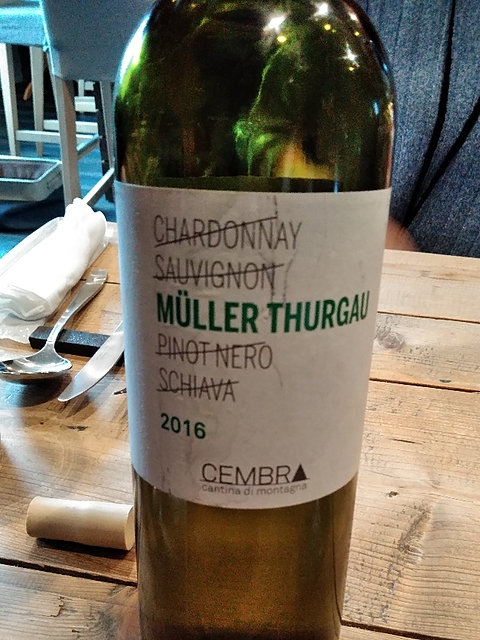 CHARDONNAY
SAUVIGNON
MÜLLER THURGAU
PINOT NERO
SCHIAVA
2016
CEMBRA
cantina di montagna